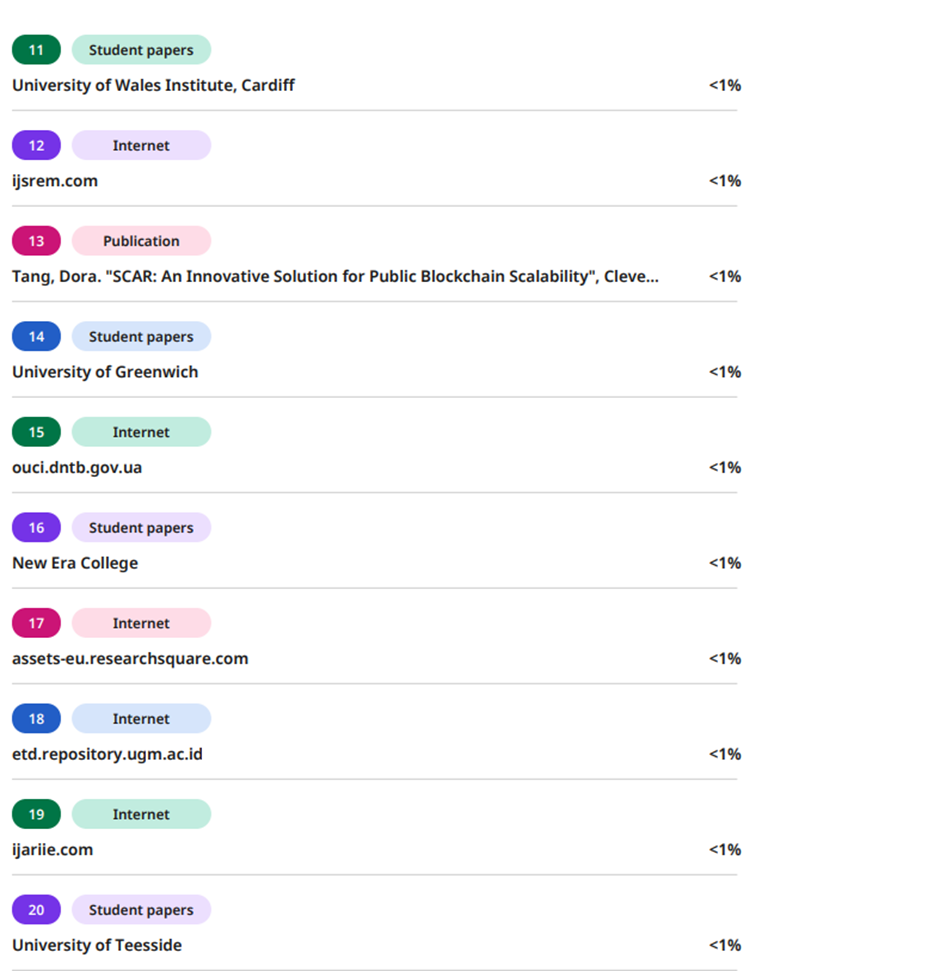 11 Student papers
University of Wales Institute, Cardiff <1%
12 Internet
ijsrem.com <1%
13 Publication
Tang, Dora. "SCAR: An Innovative Solution for Public Blockchain Scalability", Cleve... <1%
14 Student papers
University of Greenwich <1%
15 Internet
ouci.dntb.gov.ua <1%
16 Student papers
New Era College <1%
17 Internet
assets-eu.researchsquare.com <1%
18 Internet
etd.repository.ugm.ac.id <1%
19 Internet
ijariie.com <1%
20 Student papers
University of Teesside <1%